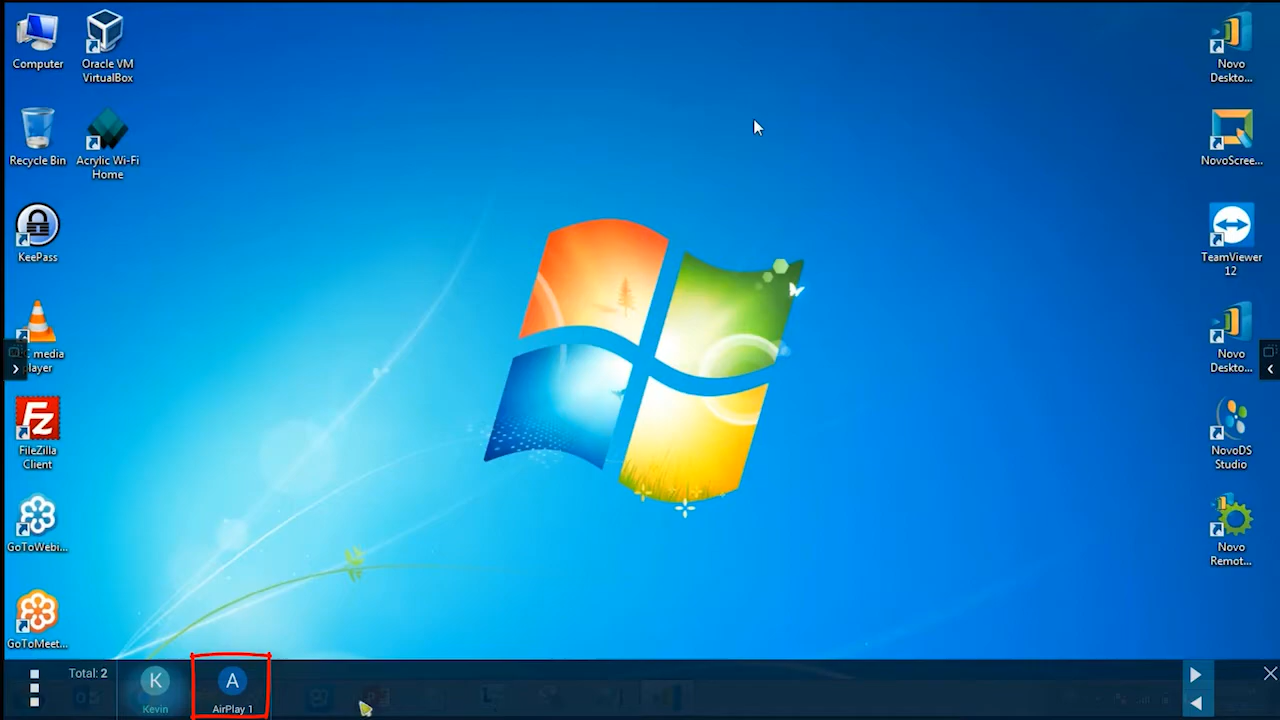 Computer
Oracle VM
VirtualBox
Recycle Bin
Acrylic Wi-Fi
Home
KeePass
media
player
FileZilla
Client
GoToWebi...
GoToMeet...
Novo
Deskto...
NovoScree...
TeamViewer
12
Novo
Deskto...
NovoDS
Studio
Novo
Remot...
Total: 2
K
Kevin
A
AirPlay 1